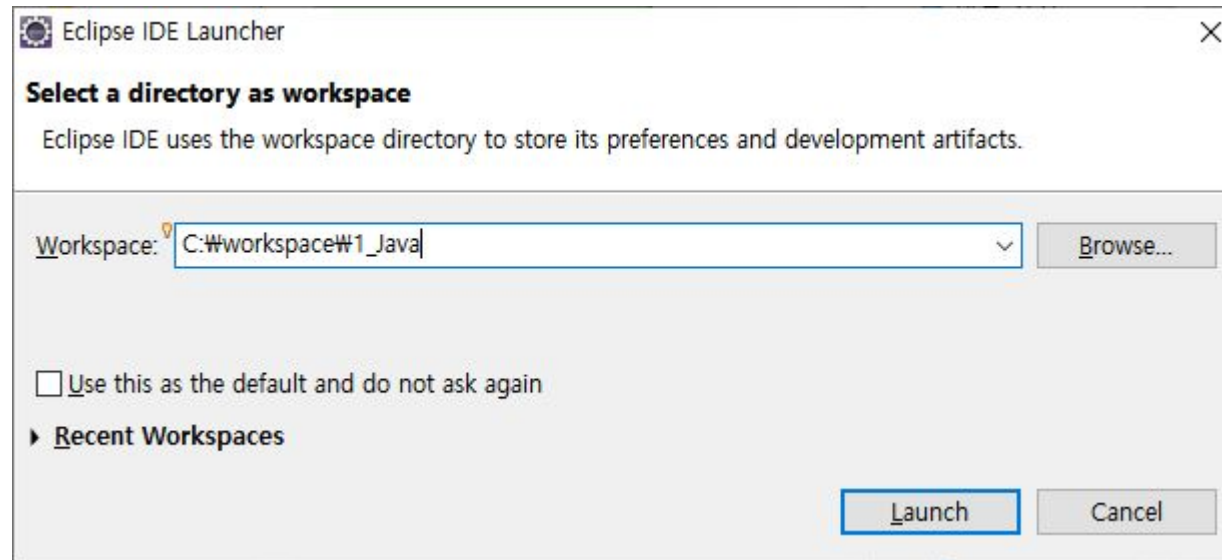 Eclipse IDE Launcher
Select a directory as workspace
Eclipse IDE uses the workspace directory to store its preferences and development artifacts.
Workspace: C:₩workspace₩1_Java Browse...
Use this as the default and do not ask again
Recent Workspaces
Launch Cancel